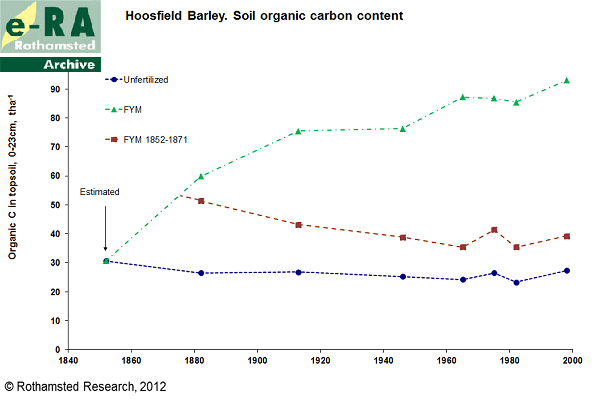 e-RA
Rothamsted
Archive
Hoosfield Barley. Soil organic carbon content
Unfertilized
FYM
FYM 1852-1871
Organic C in topsoil, 0-23cm, tha⁻¹
90
80
70
60
50
40
30
20
10
0
Estimated
1840 1860 1880 1900 1920 1940 1960 1980 2000
© Rothamsted Research, 2012